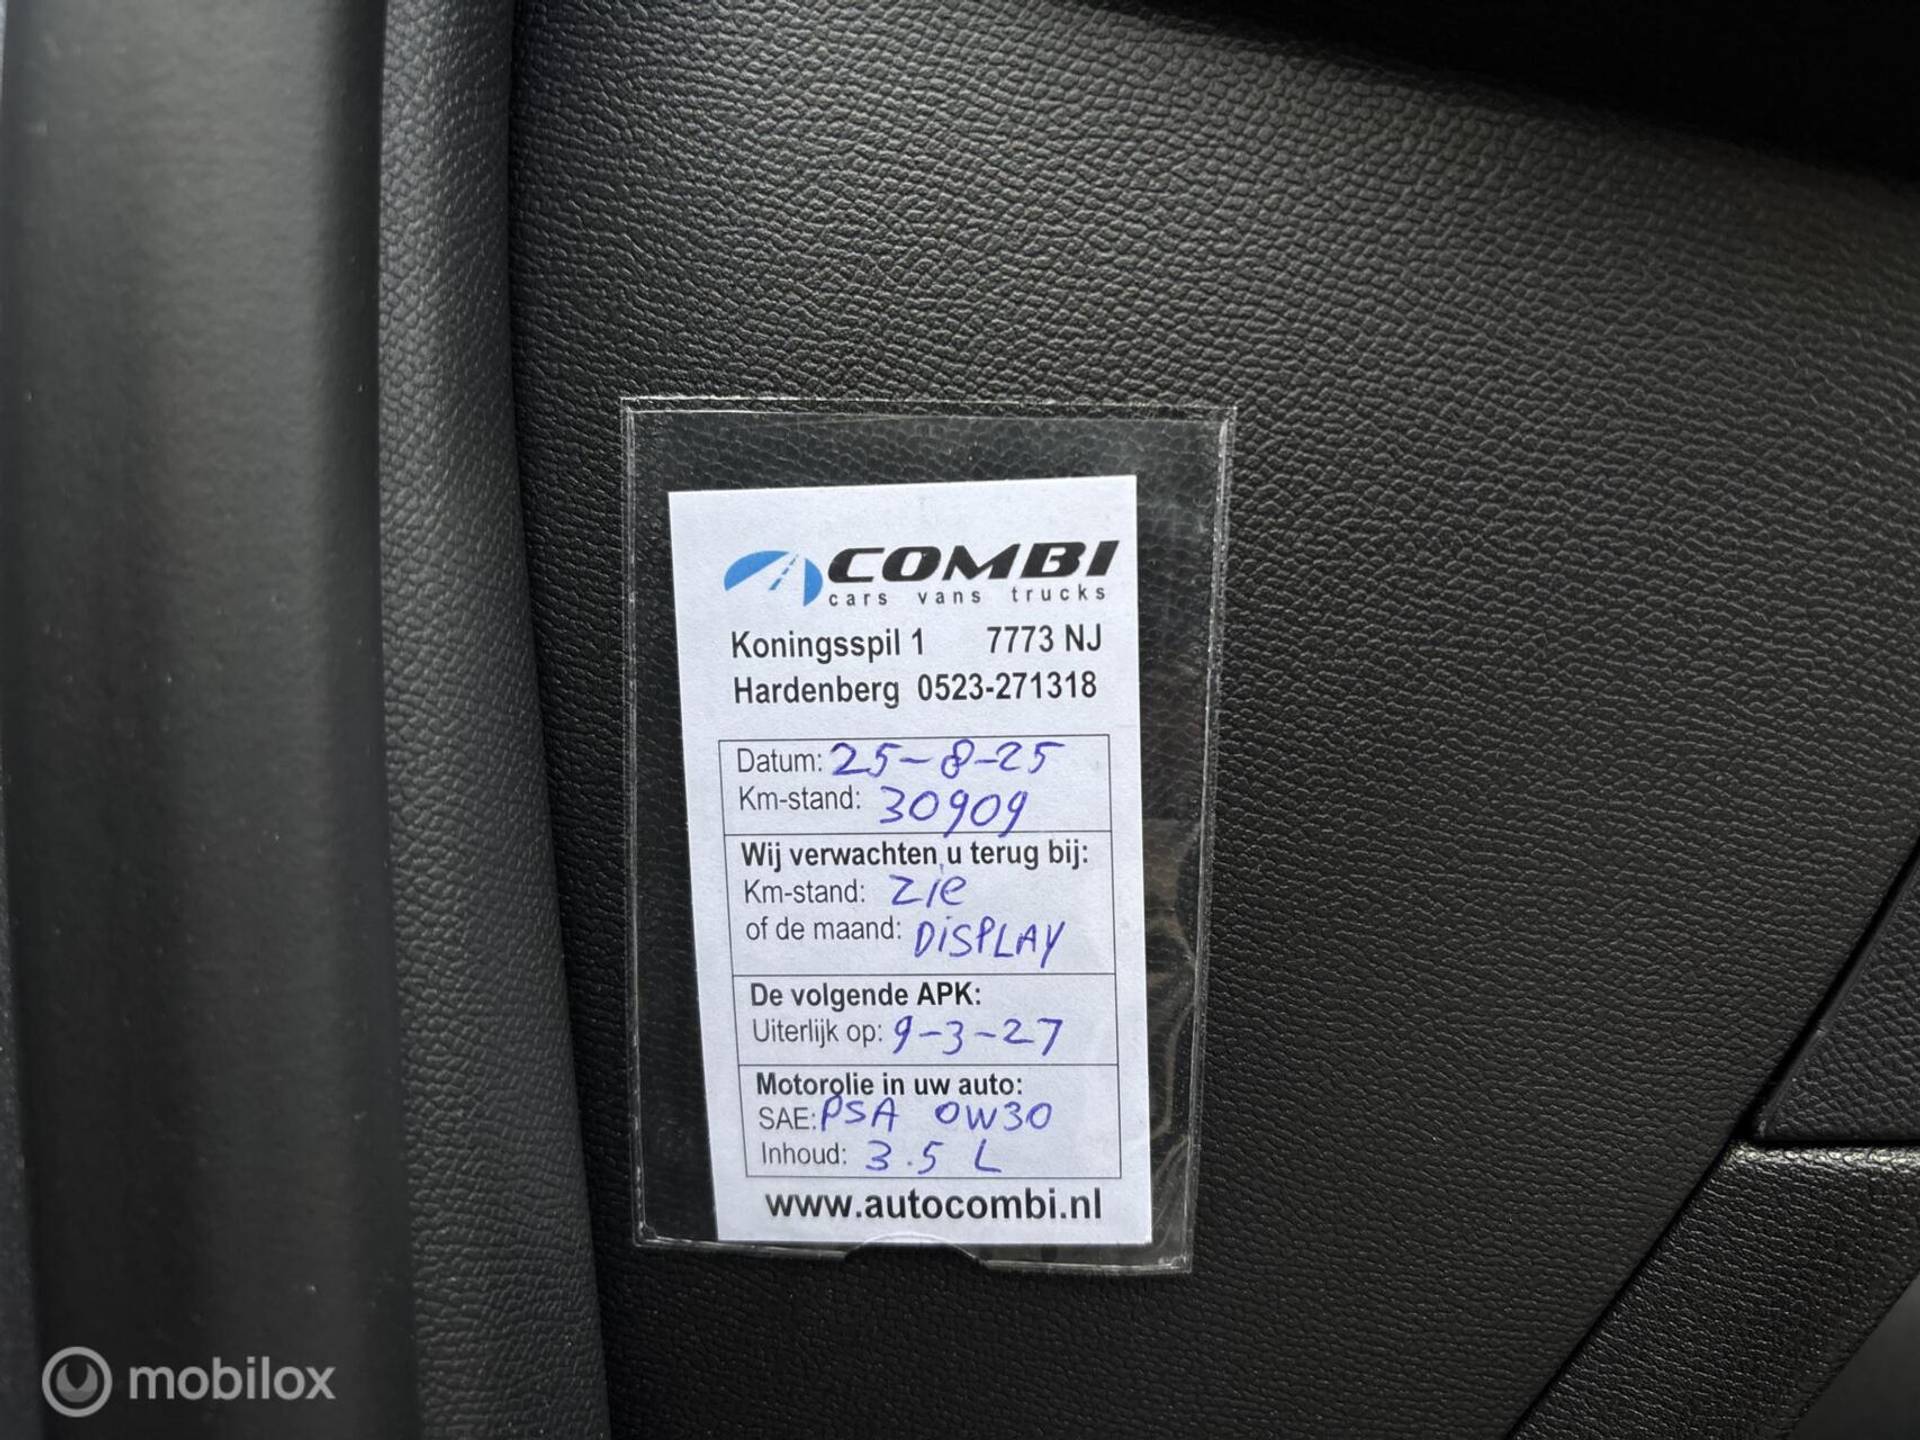 COMBI
cars vans trucks
Koningsspil 1 7773 NJ
Hardenberg 0523-271318
Datum: 25-8-25
Km-stand: 30909
Wij verwachten u terug bij:
Km-stand: zie
of de maand: DiSPLAY
De volgende APK:
Uiterlijk op: 9-3-27
Motorolie in uw auto:
SAE: PSA 0W30
Inhoud: 3.5 L
www.autocombi.nl
mobilox